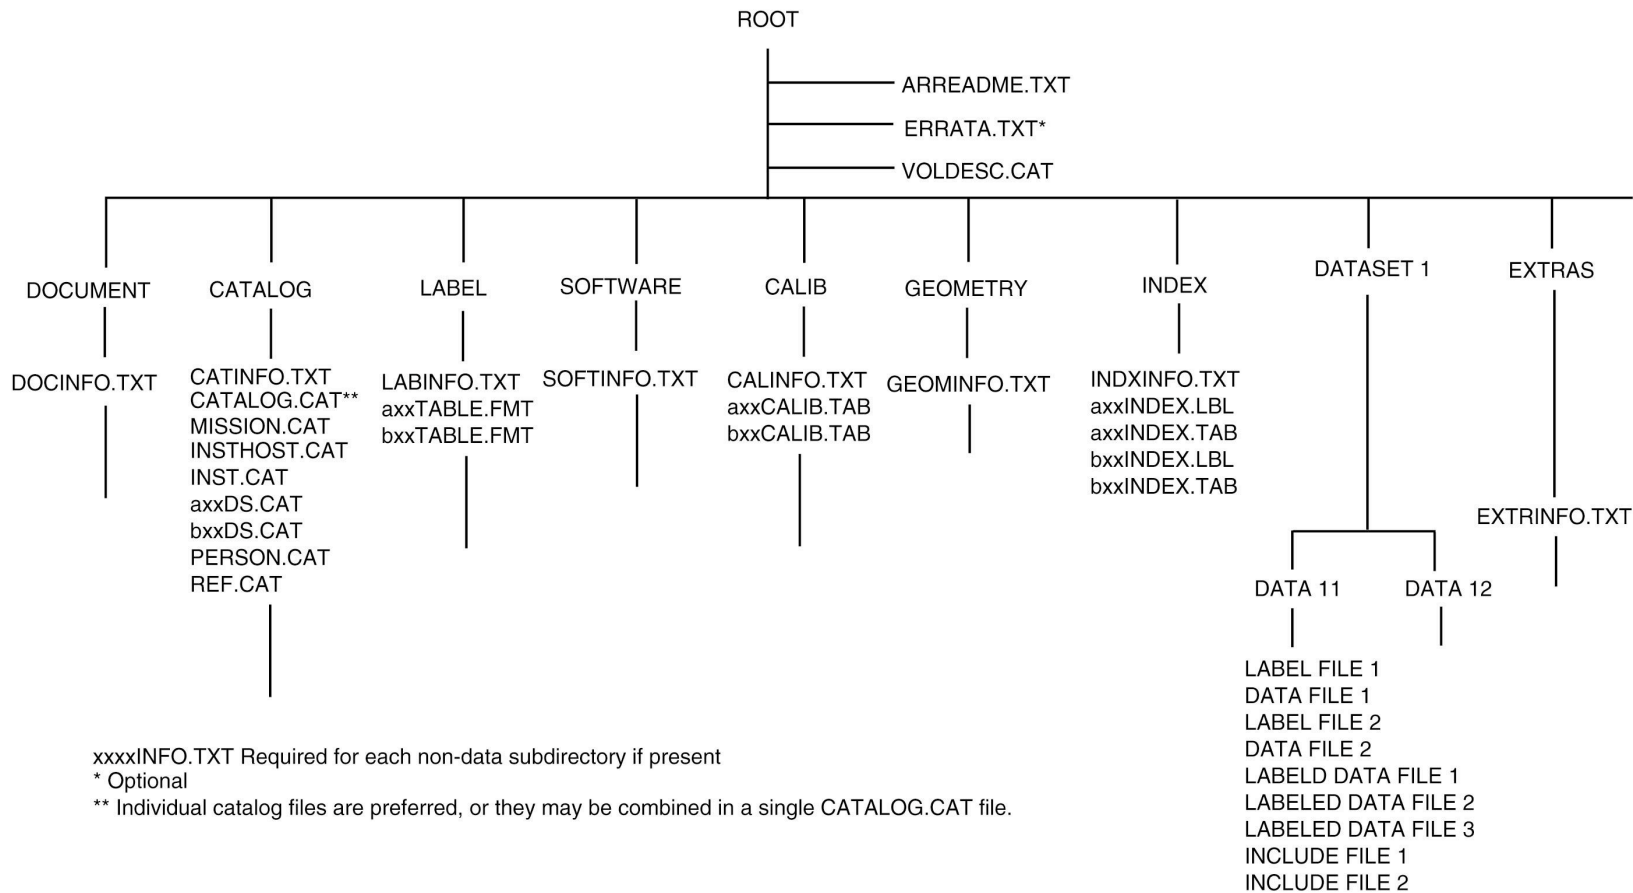 ROOT
ARREADME.TXT
ERRATA.TXT*
VOLDESC.CAT
DOCUMENT
DOCINFO.TXT
CATALOG
CATINFO.TXT
CATALOG.CAT**
MISSION.CAT
INSTHOST.CAT
INST.CAT
axxDS.CAT
bxxDS.CAT
PERSON.CAT
REF.CAT
LABEL
LABINFO.TXT
axxTABLE.FMT
bxxTABLE.FMT
SOFTWARE
SOFTINFO.TXT
CALIB
CALINFO.TXT
axxCALIB.TAB
bxxCALIB.TAB
GEOMETRY
GEOMINFO.TXT
INDEX
INDXINFO.TXT
axxINDEX.LBL
axxINDEX.TAB
bxxINDEX.LBL
bxxINDEX.TAB
DATASET 1
DATA 11
LABEL FILE 1
DATA FILE 1
LABEL FILE 2
DATA FILE 2
LABELD DATA FILE 1
LABELED DATA FILE 2
LABELED DATA FILE 3
INCLUDE FILE 1
INCLUDE FILE 2
DATA 12
EXTRAS
EXTRINFO.TXT
xxxxINFO.TXT Required for each non-data subdirectory if present
* Optional
** Individual catalog files are preferred, or they may be combined in a single CATALOG.CAT file.